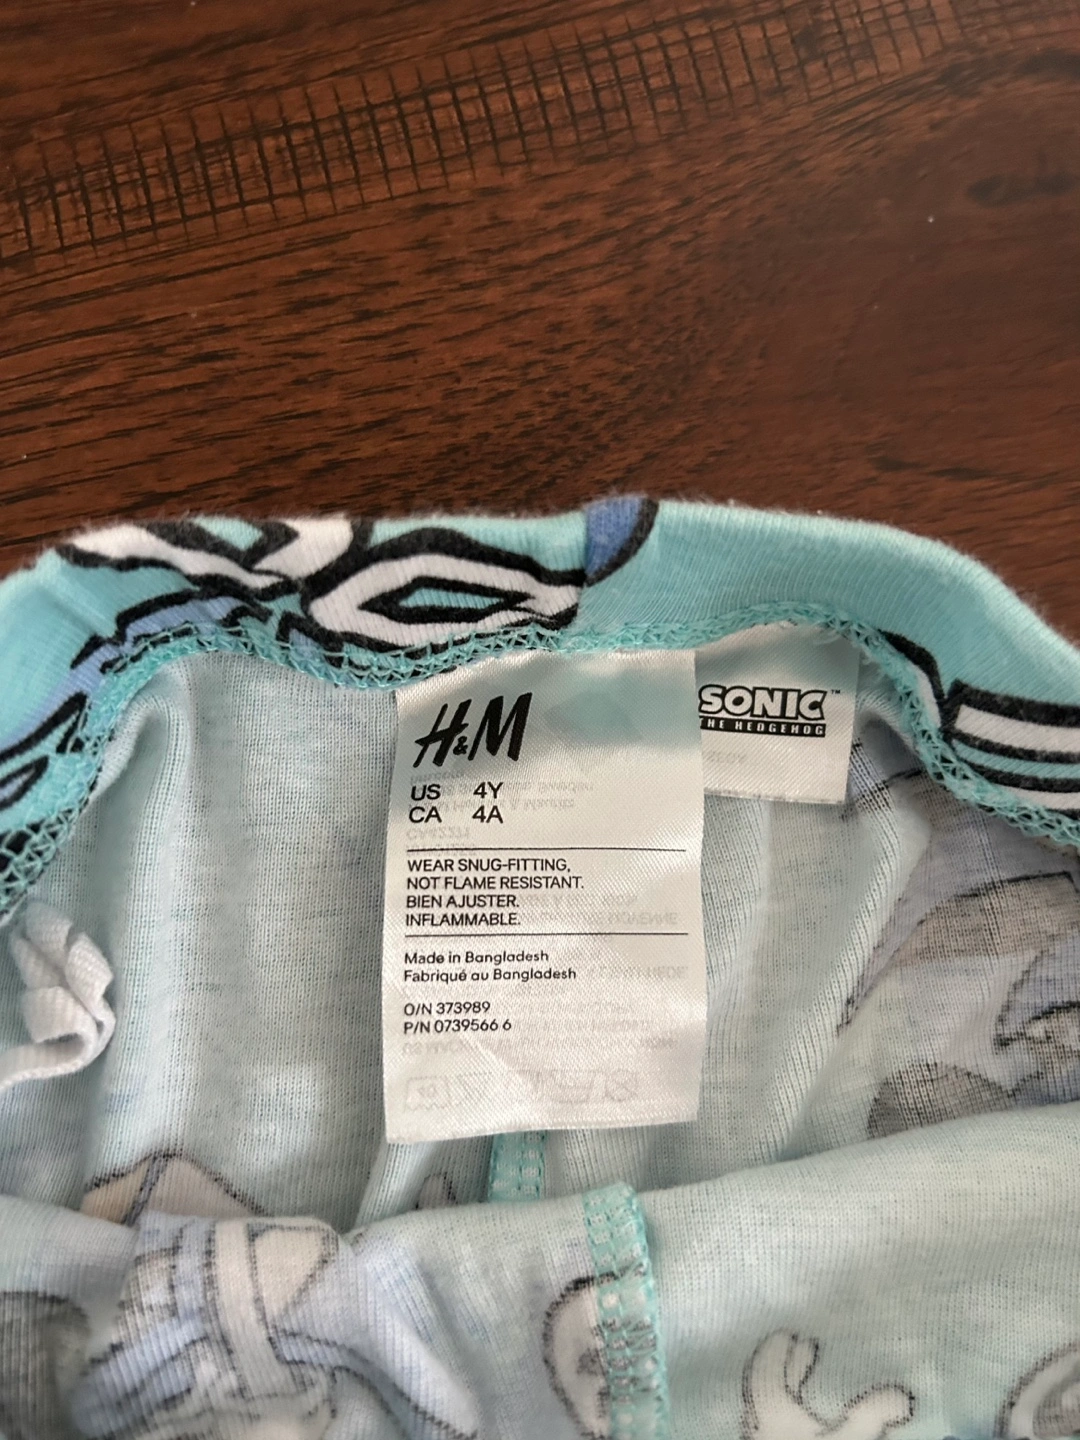 H&M
US 4Y
CA 4A
WEAR SNUG-FITTING,
NOT FLAME RESISTANT.
BIEN AJUSTER.
INFLAMMABLE.
Made in Bangladesh
Fabriqué au Bangladesh
O/N 373989
P/N 0739566 6
SONIC™
THE HEDGEHOG